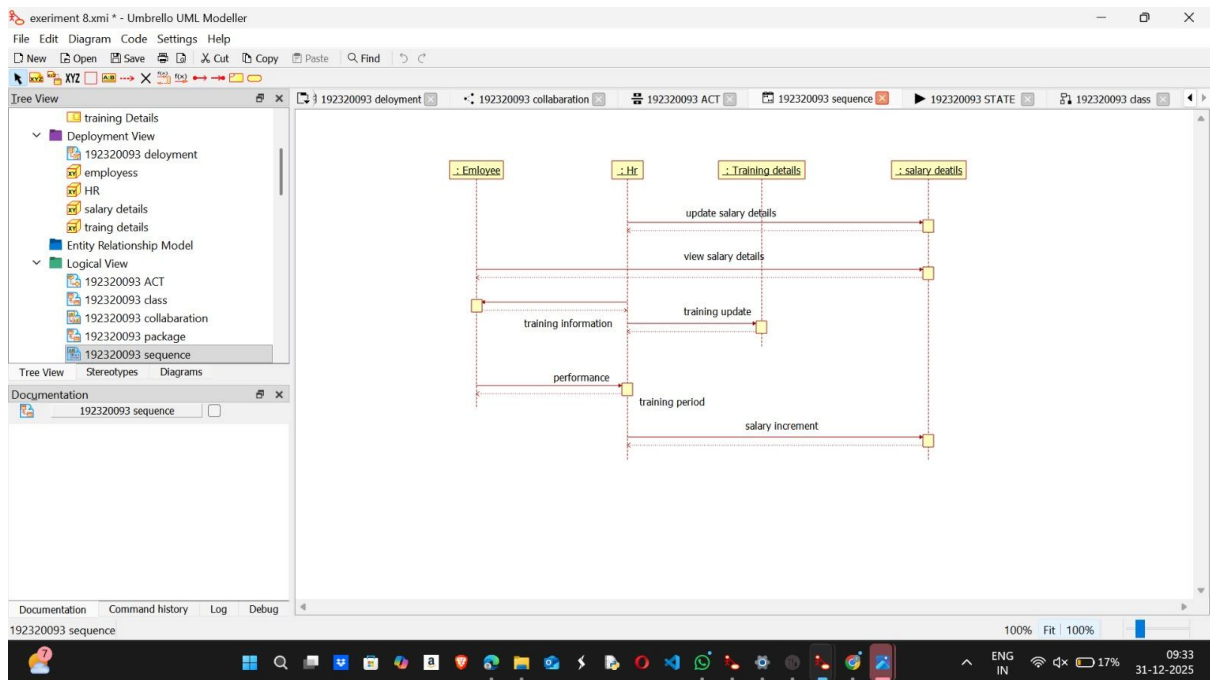 exeriment 8.xmi * - Umbrello UML Modeller
File Edit Diagram Code Settings Help
New Open Save Cut Copy Paste Find
XYZ XYZ A:B f(x) f(x)
Tree View
192320093 deloyment 192320093 collabaration 192320093 ACT 192320093 sequence 192320093 STATE 192320093 class
training Details
Deployment View
192320093 deloyment
employess
HR
salary details
traing details
Entity Relationship Model
Logical View
192320093 ACT
192320093 class
192320093 collabaration
192320093 package
192320093 sequence
Tree View Stereotypes Diagrams
Documentation
192320093 sequence
: Emloyee : Hr : Training details : salary deatils
update salary details
view salary details
training update
training information
performance
training period
salary increment
Documentation Command history Log Debug
192320093 sequence
100% Fit 100%
7
a
ENG
IN
17%
09:33
31-12-2025